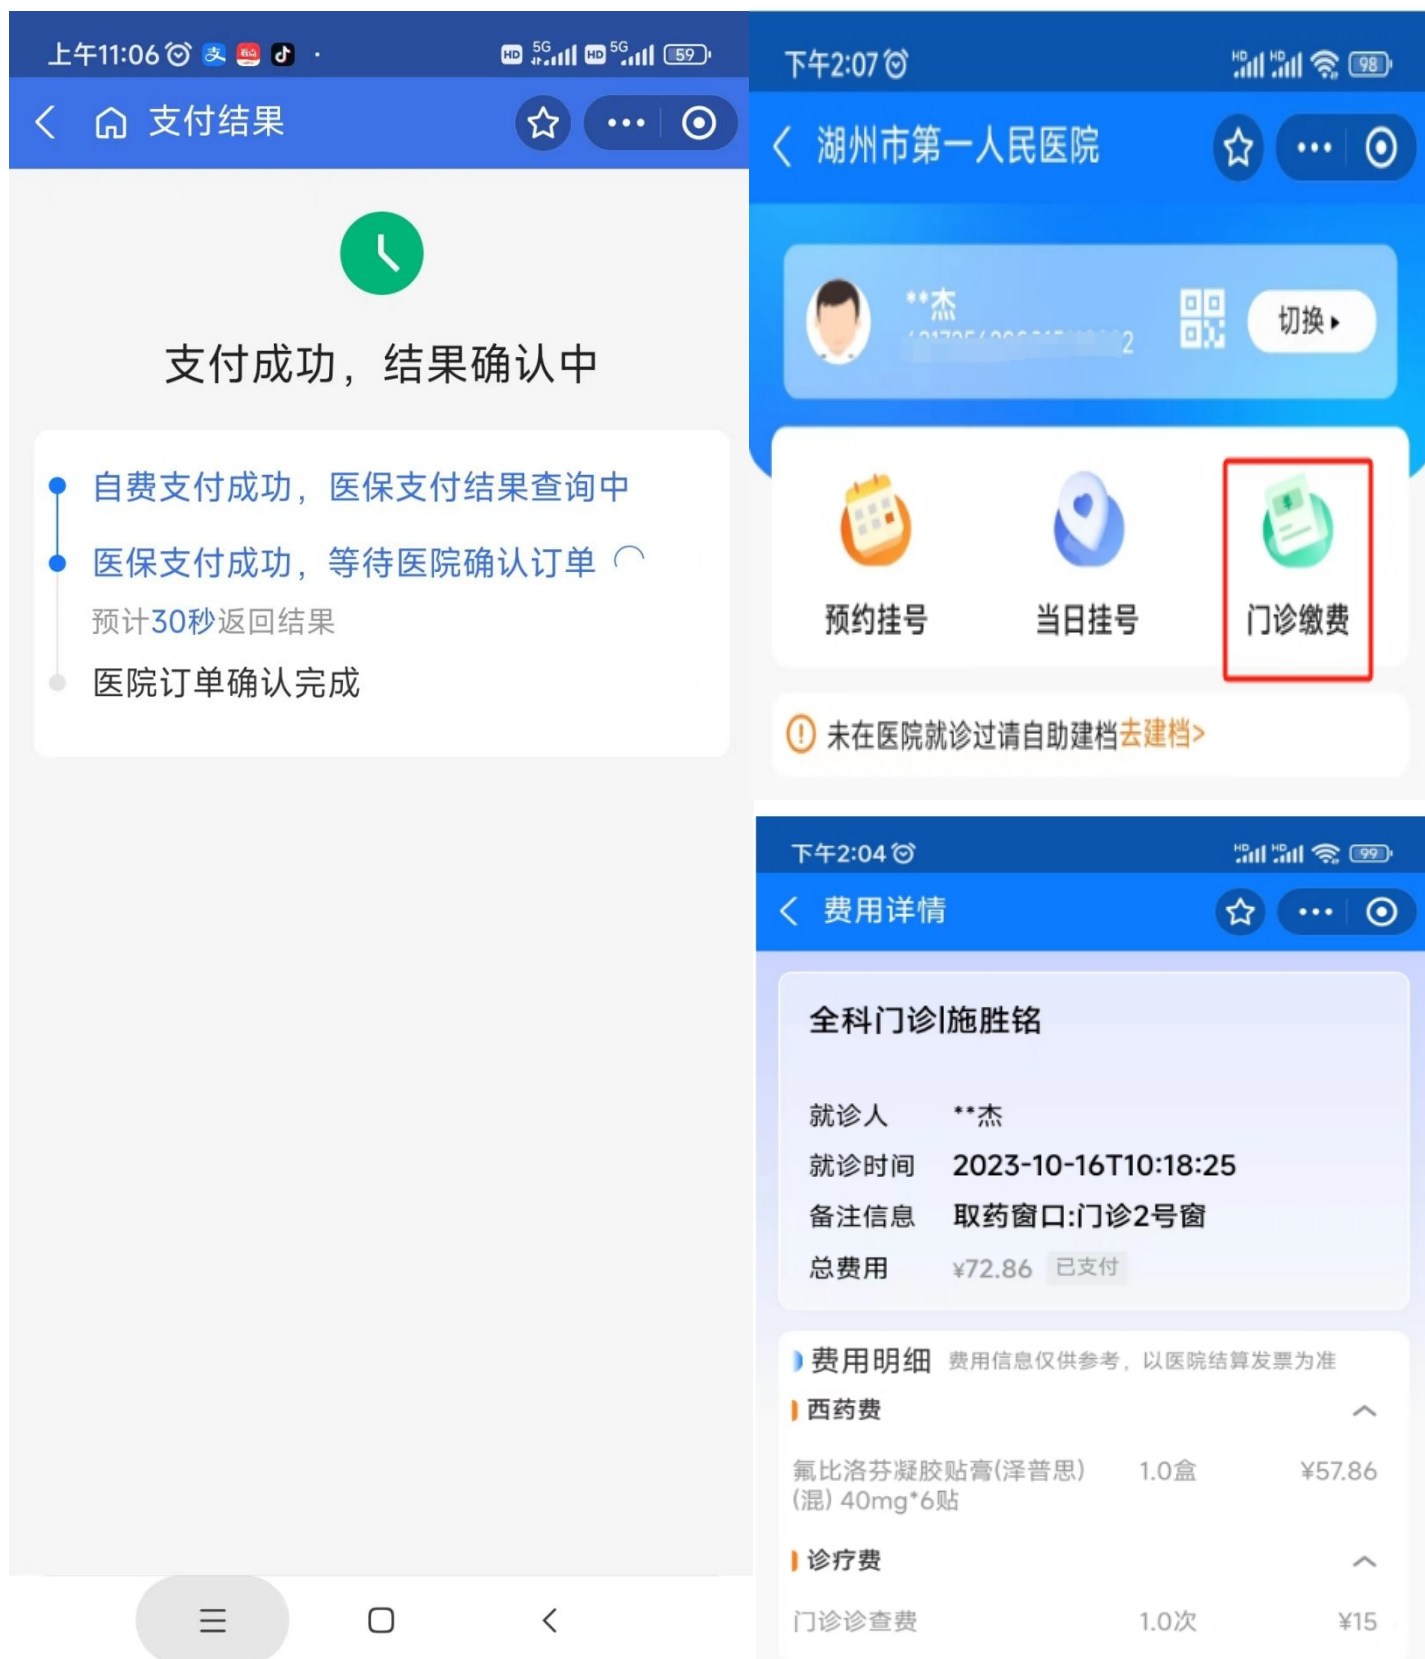 上午11:06
HD 5G HD 5G 59
支付结果
支付成功，结果确认中
自费支付成功，医保支付结果查询中
医保支付成功，等待医院确认订单
预计30秒返回结果
医院订单确认完成
下午2:07
HD HD 98
湖州市第一人民医院
**杰
切换
预约挂号 当日挂号 门诊缴费
未在医院就诊过请自助建档去建档>
下午2:04
HD HD 99
费用详情
全科门诊|施胜铭
就诊人 **杰
就诊时间 2023-10-16T10:18:25
备注信息 取药窗口:门诊2号窗
总费用 ¥72.86 已支付
费用明细 费用信息仅供参考，以医院结算发票为准
西药费
氟比洛芬凝胶贴膏(泽普思) 1.0盒 ¥57.86
(混) 40mg*6贴
诊疗费
门诊诊查费 1.0次 ¥15